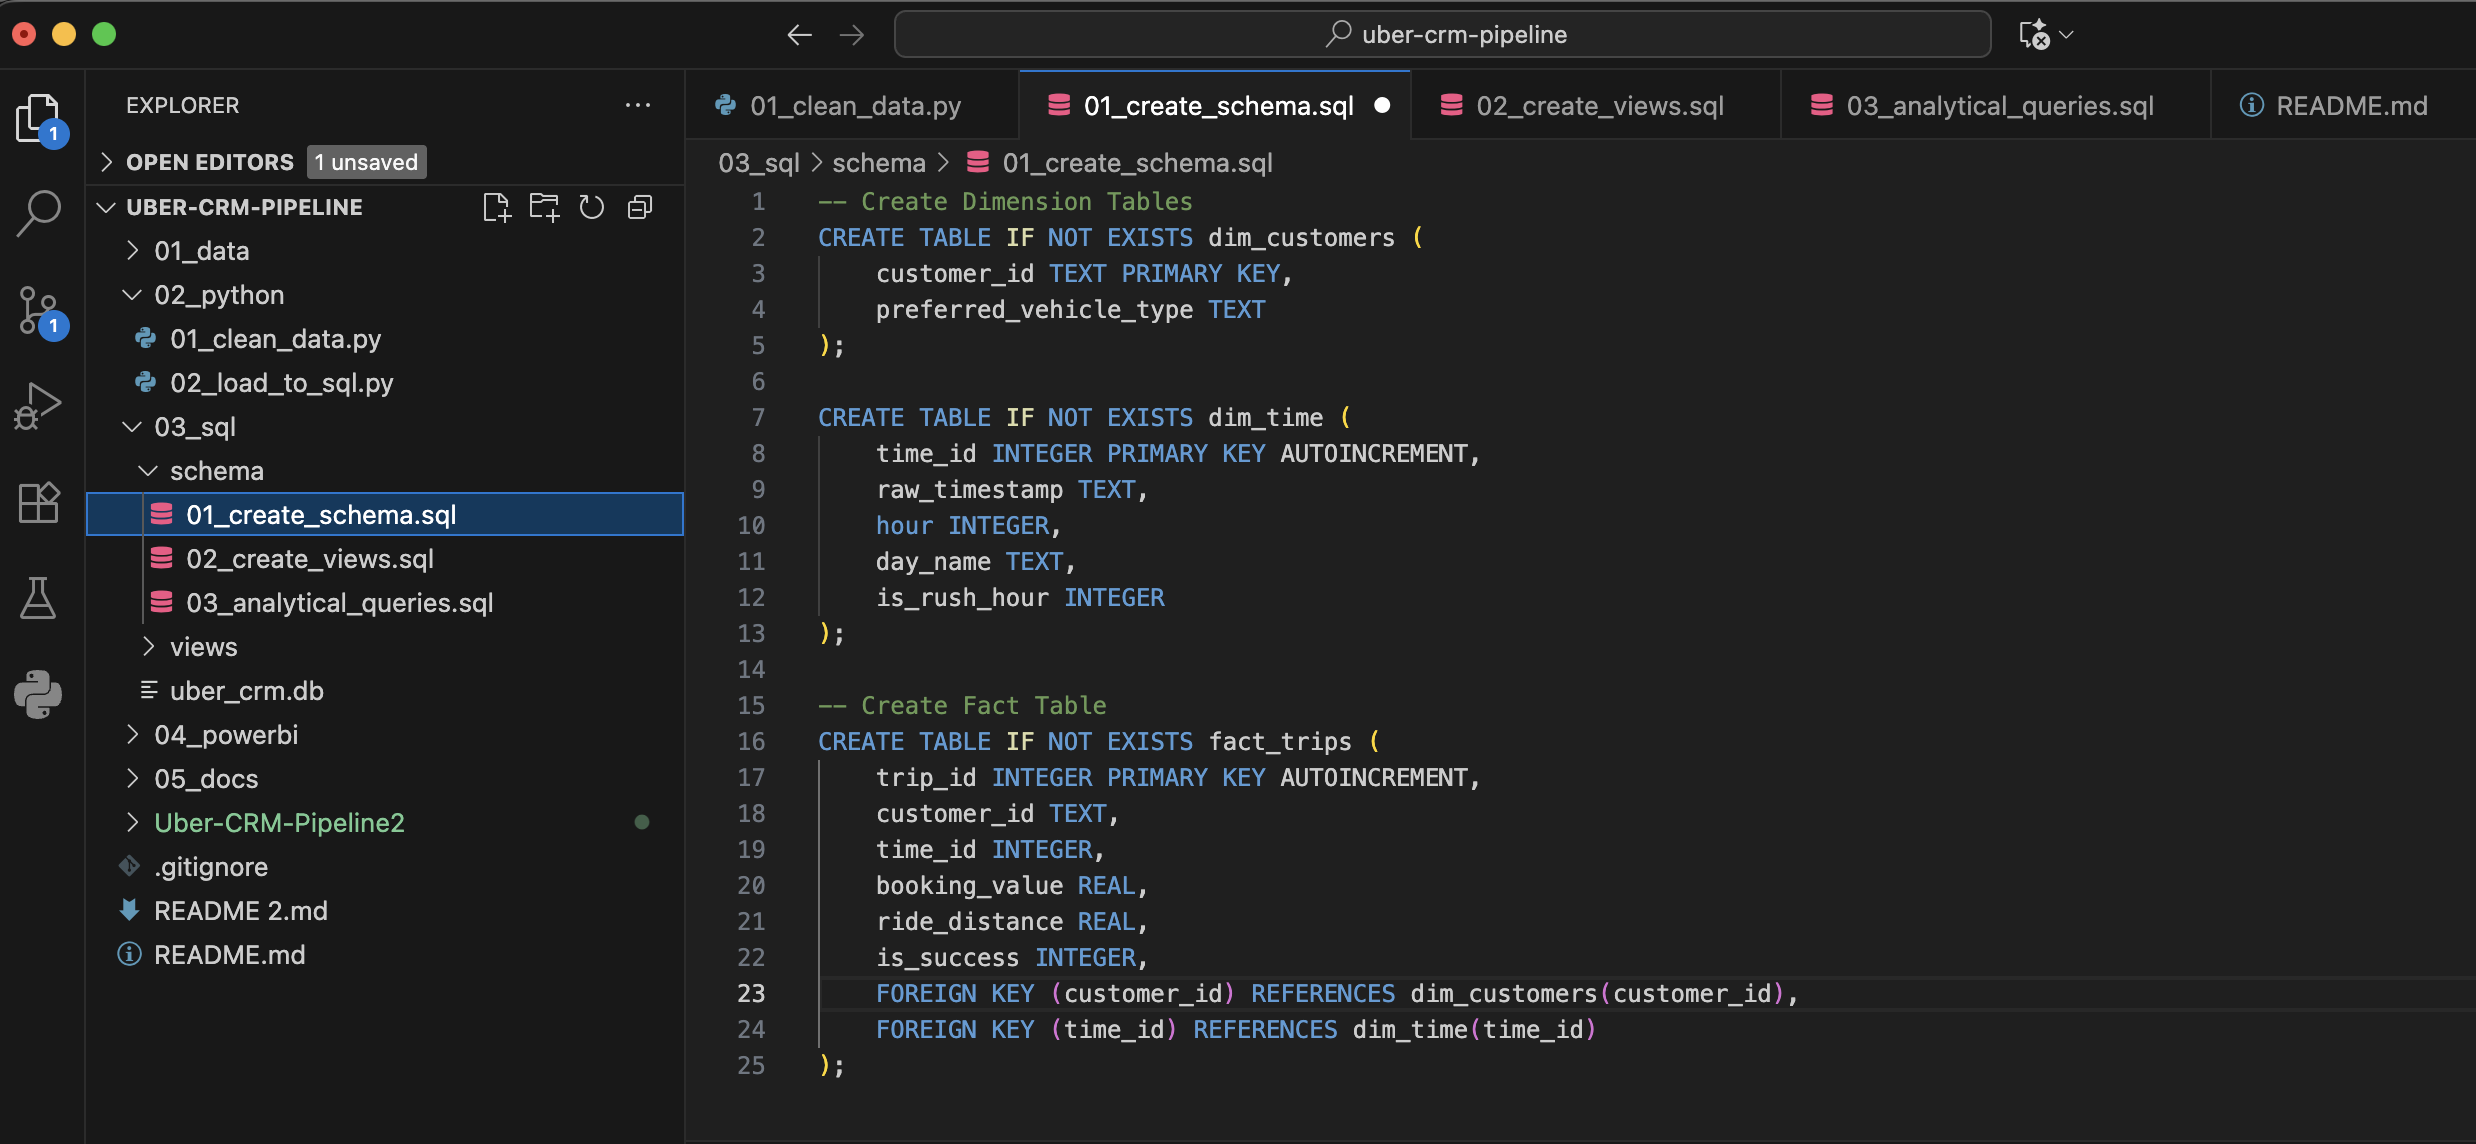 uber-crm-pipeline
EXPLORER
OPEN EDITORS 1 unsaved
UBER-CRM-PIPELINE
01_data
02_python
01_clean_data.py
02_load_to_sql.py
03_sql
schema
01_create_schema.sql
02_create_views.sql
03_analytical_queries.sql
views
uber_crm.db
04_powerbi
05_docs
Uber-CRM-Pipeline2
.gitignore
README 2.md
README.md
1
1
01_clean_data.py 01_create_schema.sql 02_create_views.sql 03_analytical_queries.sql README.md
03_sql > schema > 01_create_schema.sql
1 -- Create Dimension Tables
2 CREATE TABLE IF NOT EXISTS dim_customers (
3 customer_id TEXT PRIMARY KEY,
4 preferred_vehicle_type TEXT
5 );
6
7 CREATE TABLE IF NOT EXISTS dim_time (
8 time_id INTEGER PRIMARY KEY AUTOINCREMENT,
9 raw_timestamp TEXT,
10 hour INTEGER,
11 day_name TEXT,
12 is_rush_hour INTEGER
13 );
14
15 -- Create Fact Table
16 CREATE TABLE IF NOT EXISTS fact_trips (
17 trip_id INTEGER PRIMARY KEY AUTOINCREMENT,
18 customer_id TEXT,
19 time_id INTEGER,
20 booking_value REAL,
21 ride_distance REAL,
22 is_success INTEGER,
23 FOREIGN KEY (customer_id) REFERENCES dim_customers(customer_id),
24 FOREIGN KEY (time_id) REFERENCES dim_time(time_id)
25 );